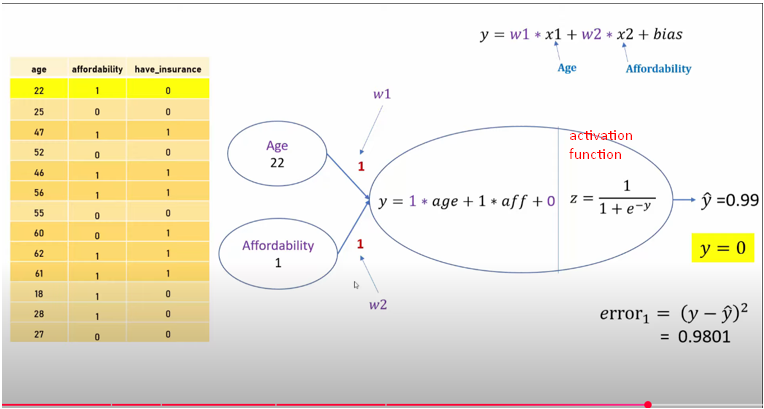 y = w1 * x1 + w2 * x2 + bias
Age
Affordability
age affordability have_insurance
22 1 0
25 0 0
47 1 1
52 0 0
46 1 1
56 1 1
55 0 0
60 0 1
62 1 1
61 1 1
18 1 0
28 1 0
27 0 0
w1
Age
22
1
Affordability
1
1
w2
y = 1 * age + 1 * aff + 0
activation
function
z = 1 / (1 + e^-y)
ŷ =0.99
y = 0
error₁ = (y − ŷ)²
= 0.9801